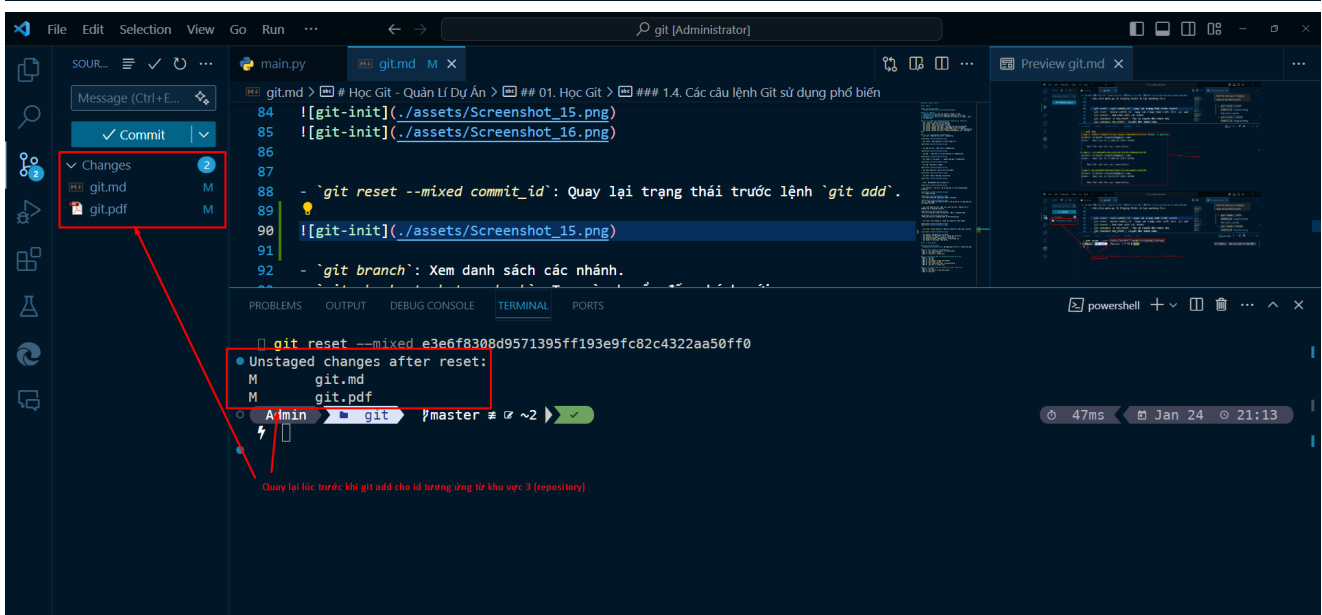 File Edit Selection View Go Run ··· git [Administrator]
SOUR...
Message (Ctrl+E...
Commit
Changes 2
git.md M
git.pdf M
2
main.py git.md M Preview git.md
git.md > # Học Git - Quản Lí Dự Án > ## 01. Học Git > ### 1.4. Các câu lệnh Git sử dụng phổ biến
84 ![git-init](./assets/Screenshot_15.png)
85 ![git-init](./assets/Screenshot_16.png)
86
87
88 - `git reset --mixed commit_id`: Quay lại trạng thái trước lệnh `git add`.
89
90 ![git-init](./assets/Screenshot_15.png)
91
92 - `git branch`: Xem danh sách các nhánh.
PROBLEMS OUTPUT DEBUG CONSOLE TERMINAL PORTS powershell
git reset --mixed e3e6f8308d9571395ff193e9fc82c4322aa50ff0
Unstaged changes after reset:
M git.md
M git.pdf
Admin git master ≢ ~2 47ms Jan 24 21:13
Quay lại lúc trước khi git add cho id tương ứng từ khu vực 3 (repository)